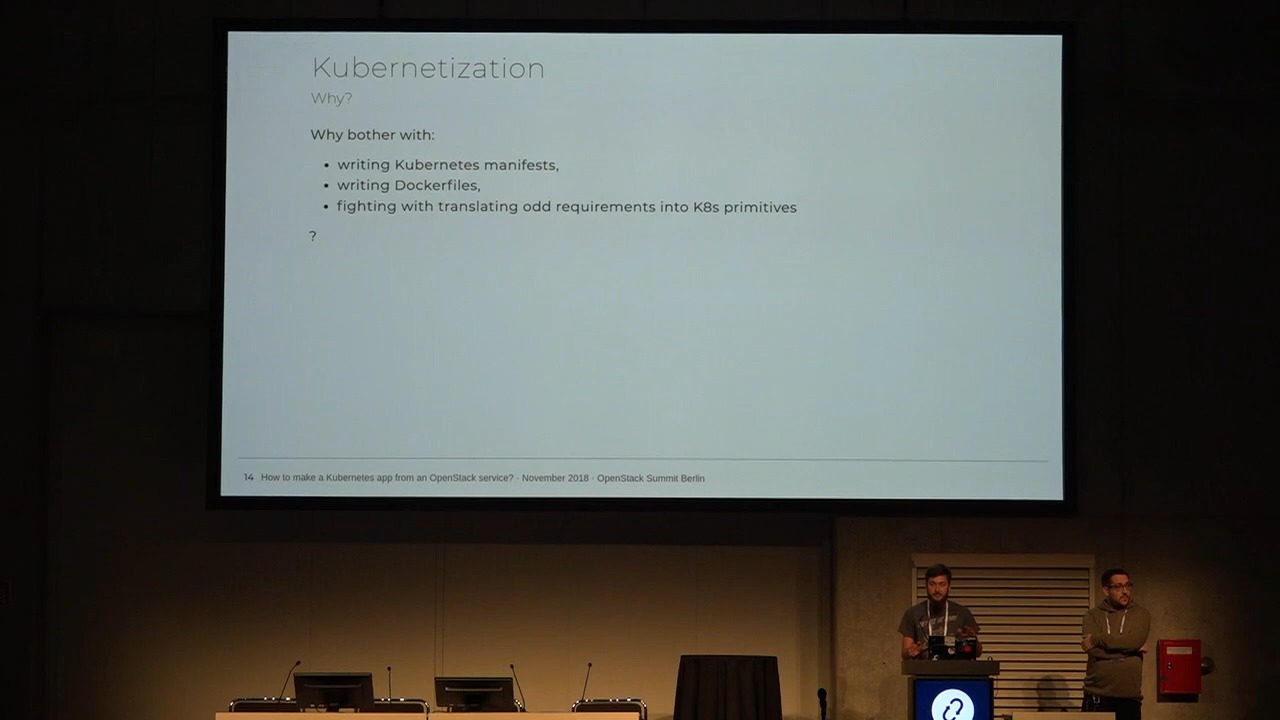 Kubernetization
Why?
Why bother with:
• writing Kubernetes manifests,
• writing Dockerfiles,
• fighting with translating odd requirements into K8s primitives
?
14 How to make a Kubernetes app from an OpenStack service? · November 2018 · OpenStack Summit Berlin